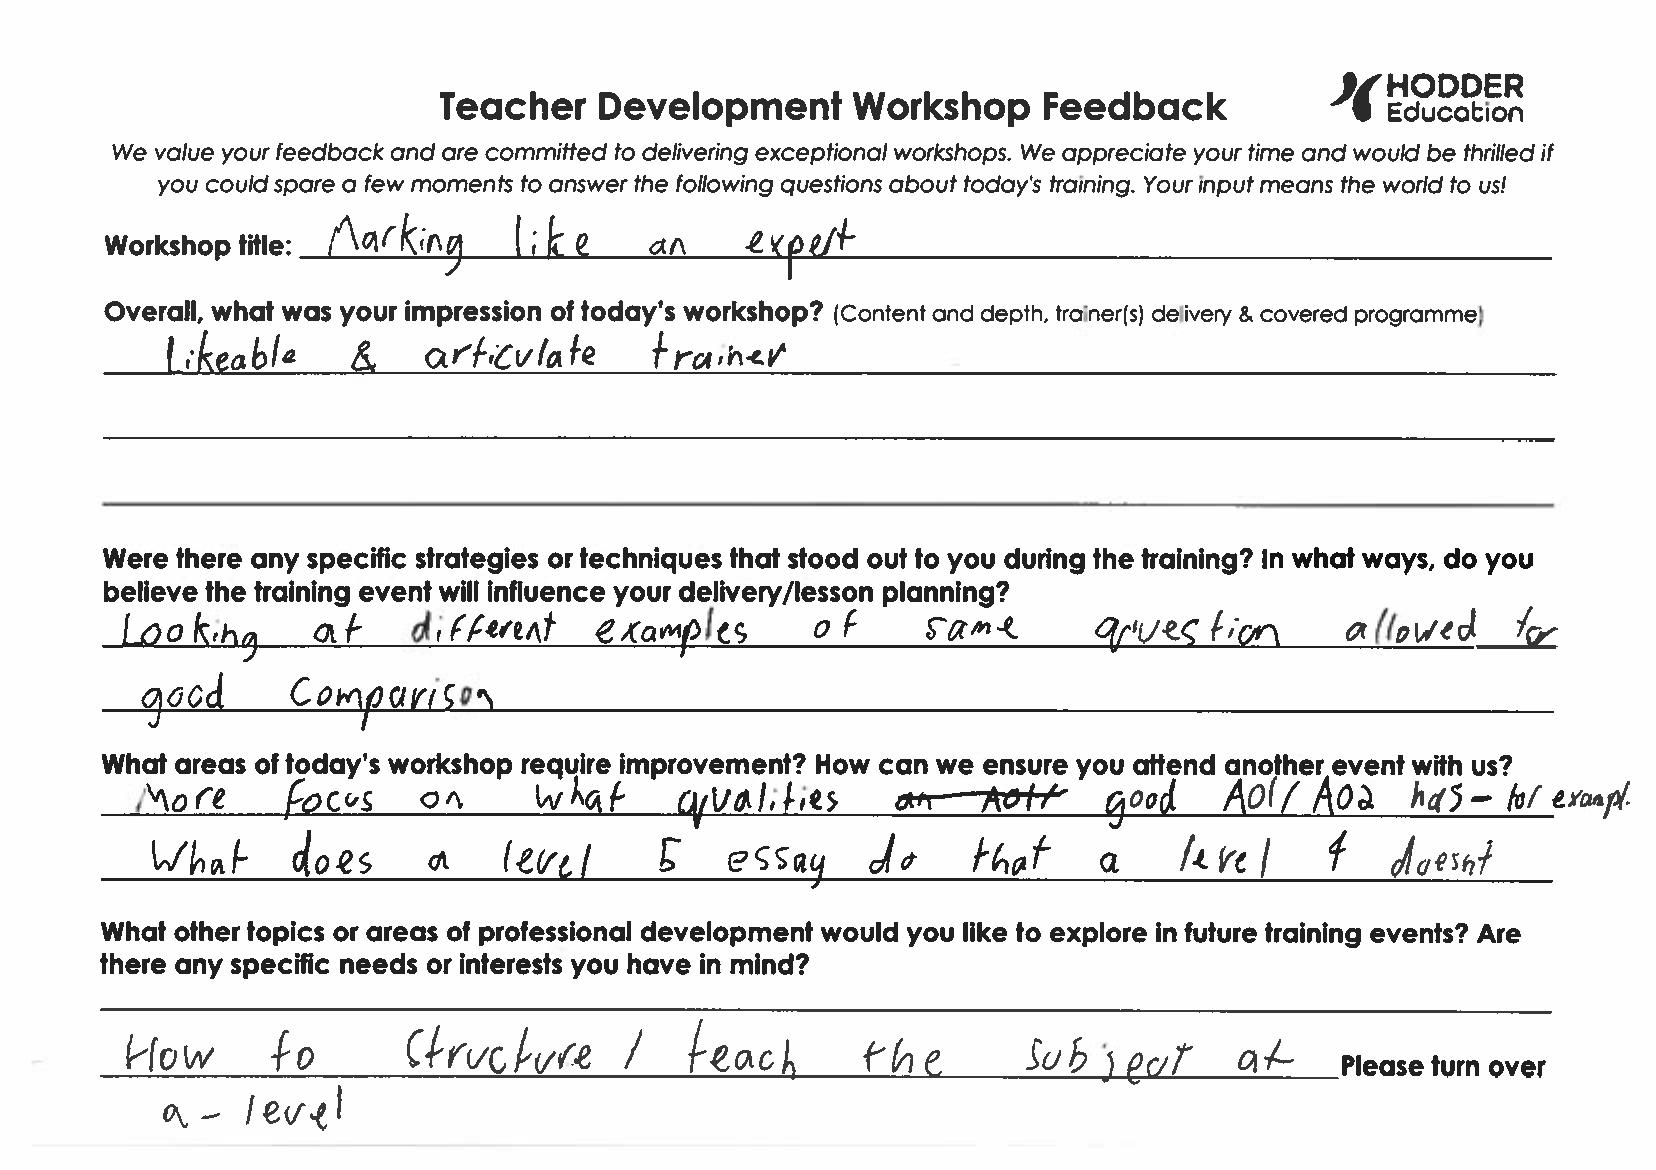 HODDER
Education
Teacher Development Workshop Feedback
We value your feedback and are committed to delivering exceptional workshops. We appreciate your time and would be thrilled if
you could spare a few moments to answer the following questions about today's training. Your input means the world to us!
Workshop title: Marking like an expert
Overall, what was your impression of today's workshop? (Content and depth, trainer(s) delivery & covered programme)
Likeable & articulate trainer
Were there any specific strategies or techniques that stood out to you during the training? In what ways, do you
believe the training event will influence your delivery/lesson planning?
Looking at different examples of same question allowed for
good comparison
What areas of today's workshop require improvement? How can we ensure you attend another event with us?
More focus on what qualities good AO1/AO2 has - for exampl.
What does a level 5 essay do that a level 4 doesnt
What other topics or areas of professional development would you like to explore in future training events? Are
there any specific needs or interests you have in mind?
How to structure / teach the subject at Please turn over
a - level